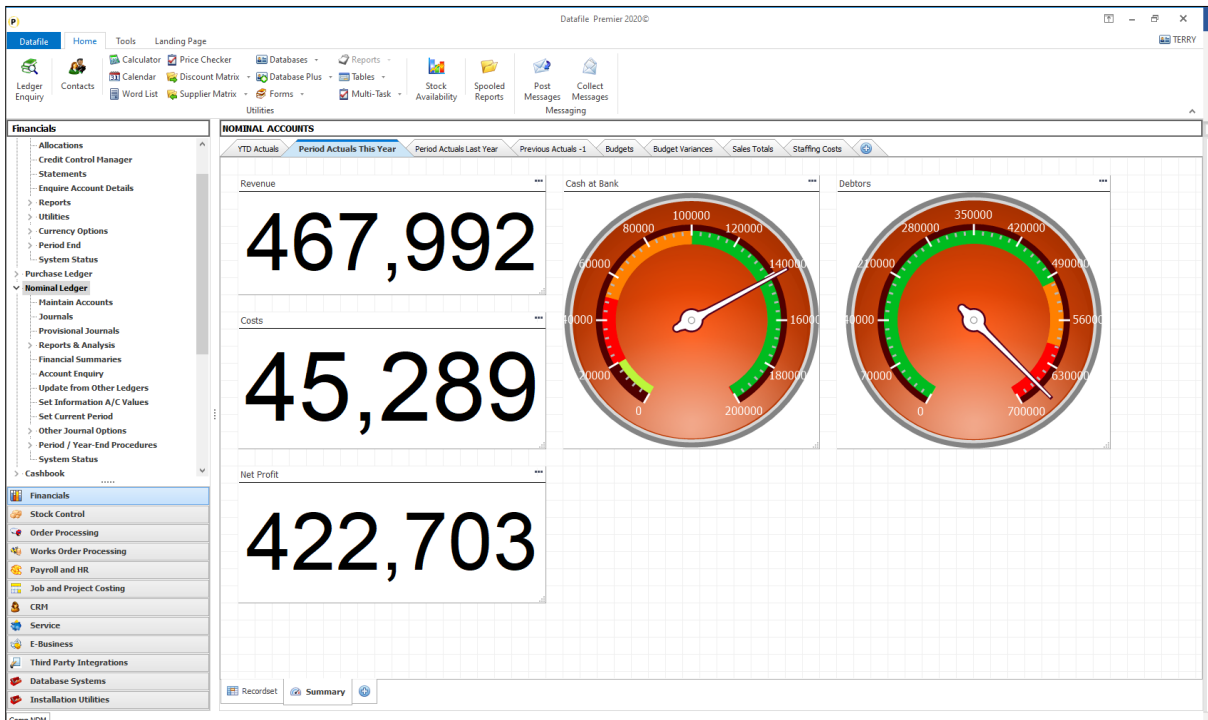 Datafile Premier 2020©
Datafile Home Tools Landing Page
TERRY
Ledger Enquiry
Contacts
Calculator Price Checker
Calendar Discount Matrix
Word List Supplier Matrix
Databases Reports
Database Plus Tables
Forms Multi-Task
Stock Availability
Spooled Reports
Post Messages
Collect Messages
Utilities
Messaging
Financials
Allocations
Credit Control Manager
Statements
Enquire Account Details
Reports
Utilities
Currency Options
Period End
System Status
Purchase Ledger
Nominal Ledger
Maintain Accounts
Journals
Provisional Journals
Reports & Analysis
Financial Summaries
Account Enquiry
Update from Other Ledgers
Set Information A/C Values
Set Current Period
Other Journal Options
Period / Year-End Procedures
System Status
Cashbook
Financials
Stock Control
Order Processing
Works Order Processing
Payroll and HR
Job and Project Costing
CRM
Service
E-Business
Third Party Integrations
Database Systems
Installation Utilities
NOMINAL ACCOUNTS
YTD Actuals Period Actuals This Year Period Actuals Last Year Previous Actuals -1 Budgets Budget Variances Sales Totals Staffing Costs
Revenue
467,992
Costs
45,289
Net Profit
422,703
Cash at Bank
0
20000
60000
80000
100000
120000
140000
180000
200000
Debtors
0
280000
350000
420000
630000
700000
Recordset Summary